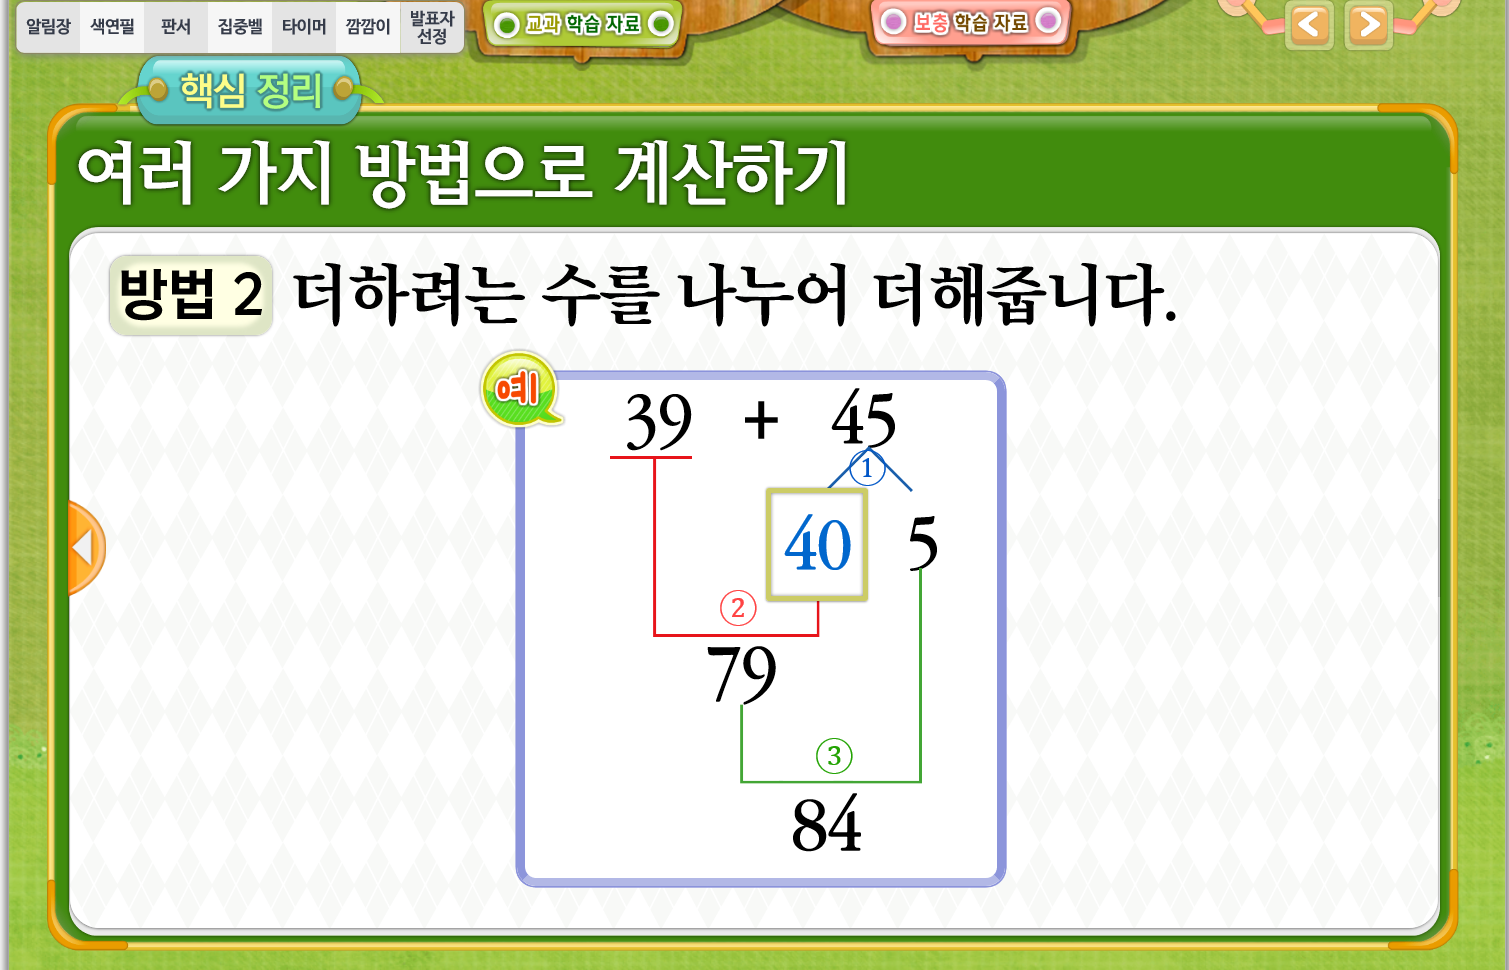 알림장 색연필 판서 집중벨 타이머 깜깜이 발표자 선정
교과 학습 자료
보충 학습 자료
핵심 정리
여러 가지 방법으로 계산하기
방법 2 더하려는 수를 나누어 더해줍니다.
예
39 + 45
①
40 5
②
79
③
84